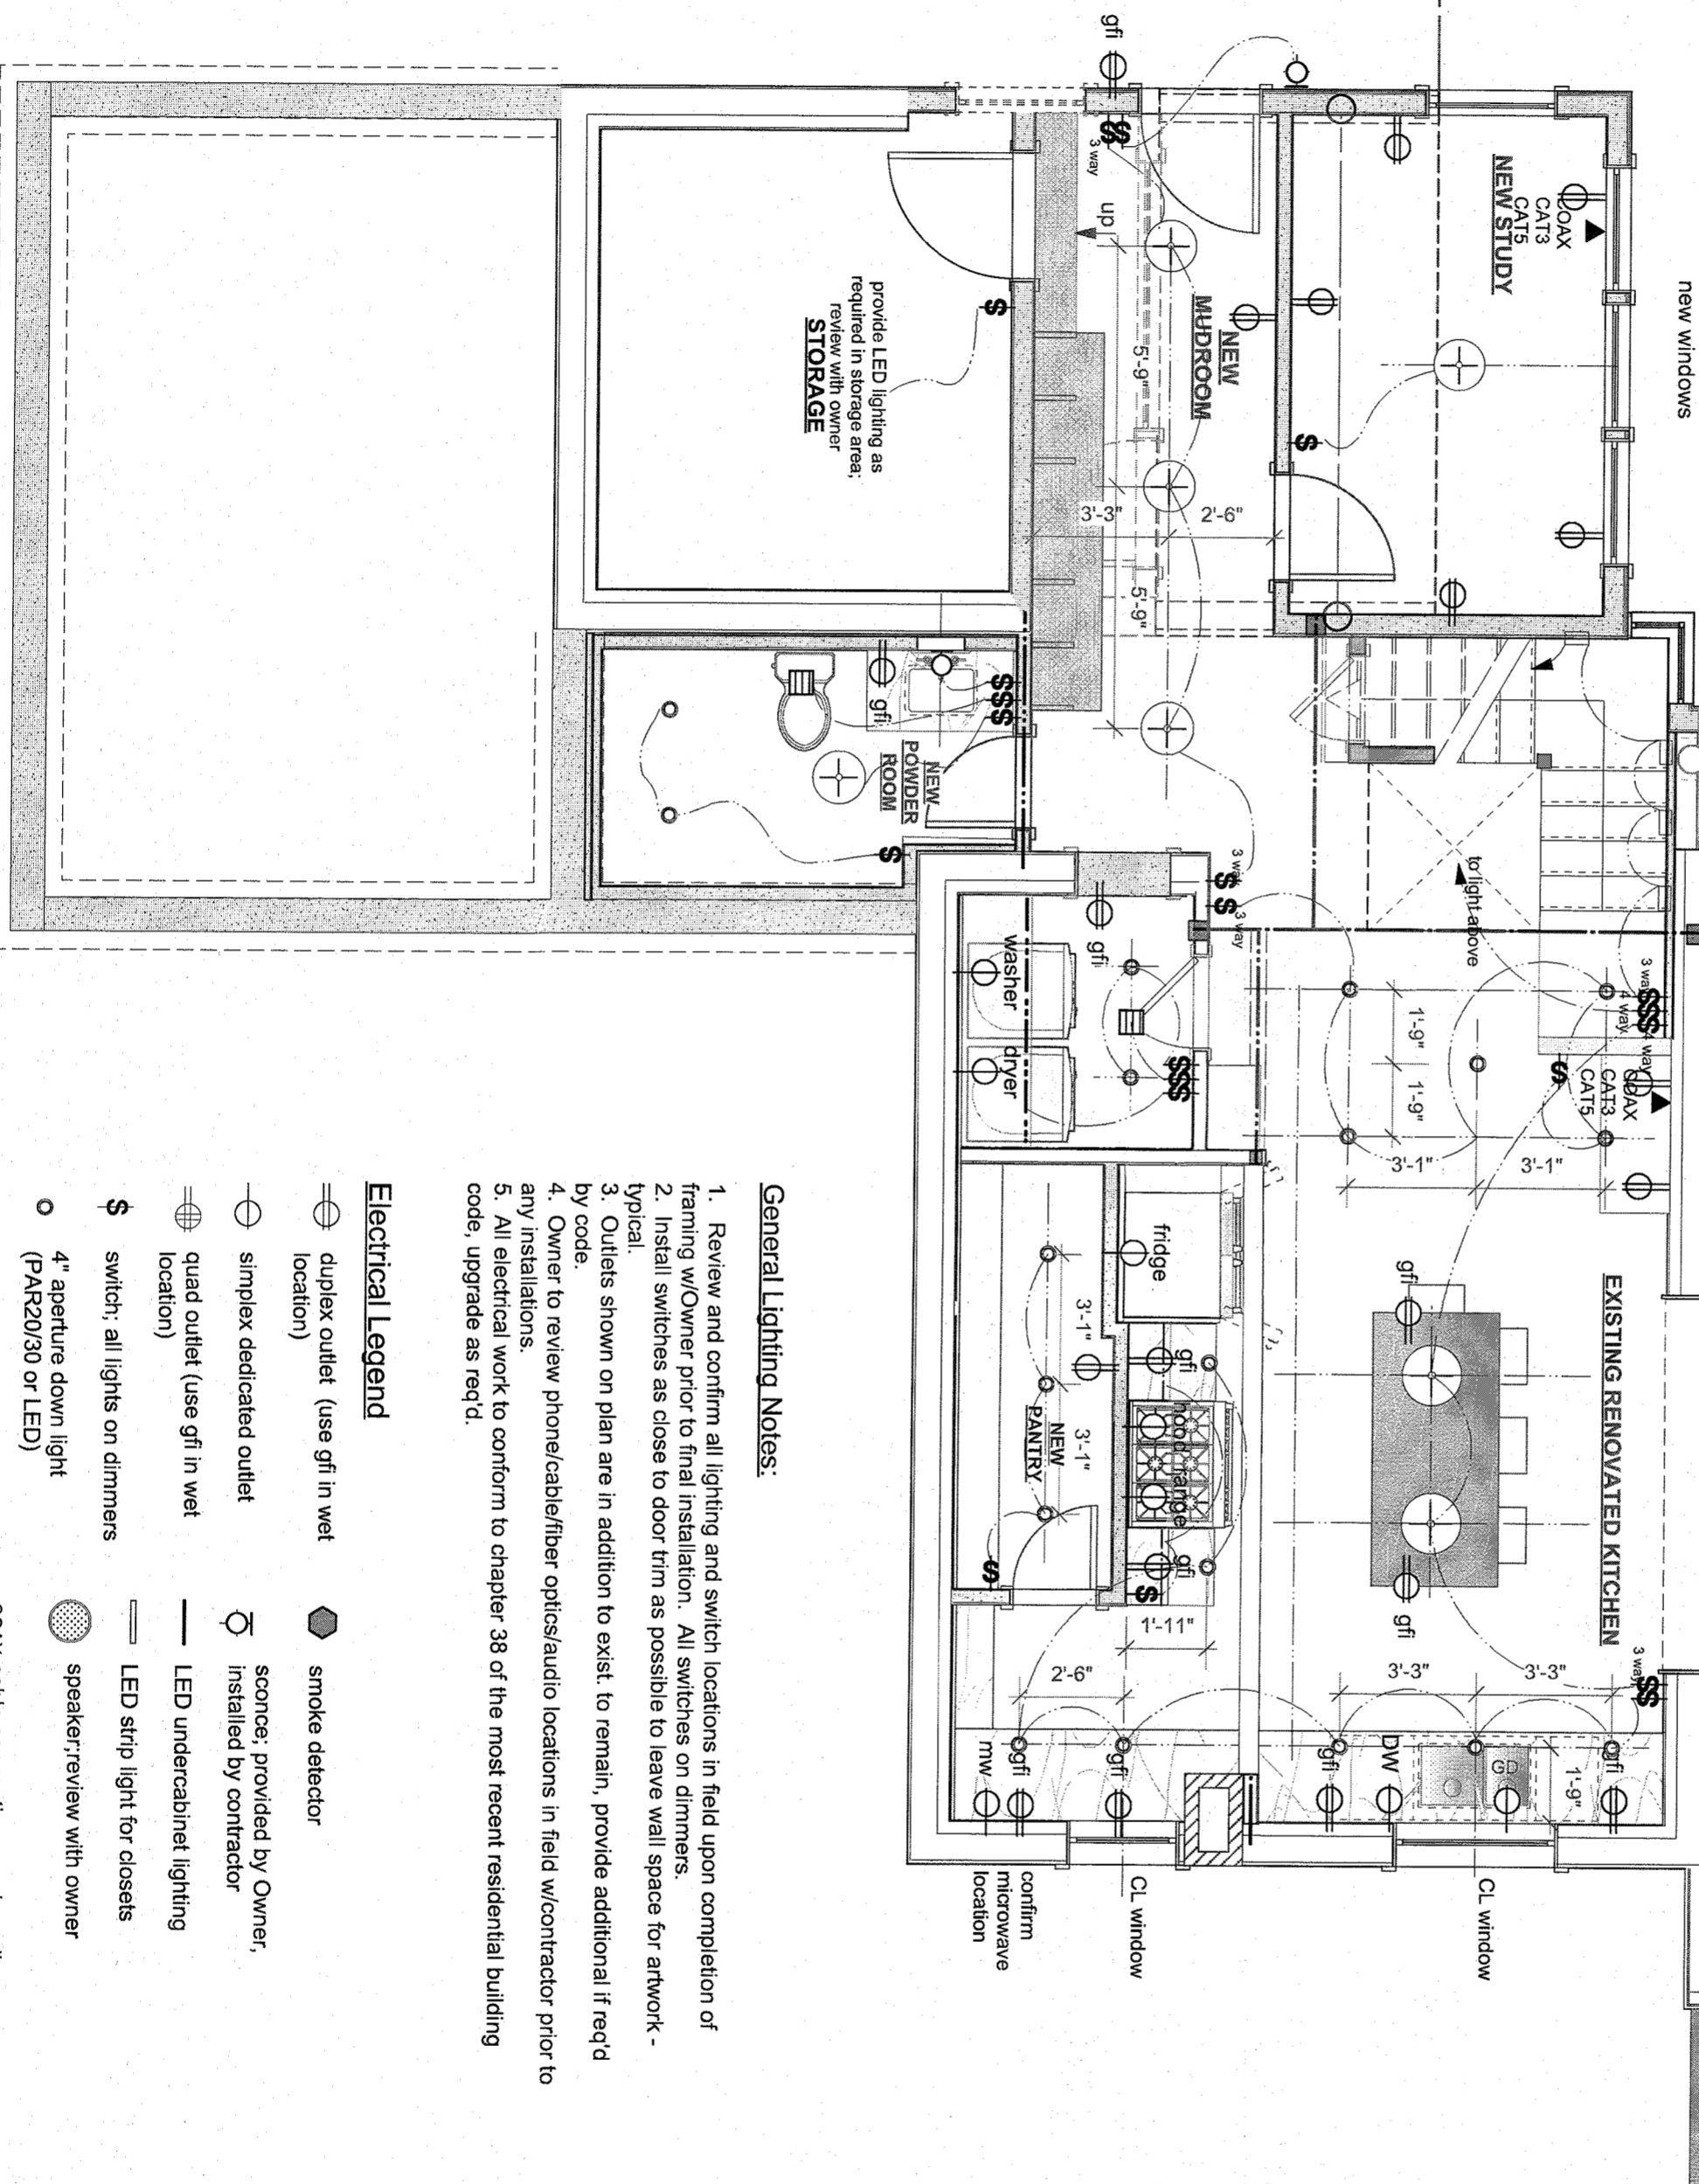 new windows
COAX
CAT3
CAT5
NEW STUDY
gfi
3 way
up
NEW
MUDROOM
5'-9"
5'-9"
3'-3"
2'-6"
provide LED lighting as
required in storage area;
review with owner
STORAGE
gfi
NEW
POWDER
ROOM
3 way
3 way
to light above
3 way
4 way
4 way
COAX
CAT3
CAT5
1'-9"
1'-9"
3'-1"
3'-1"
gfi
washer
dryer
fridge
EXISTING RENOVATED KITCHEN
gfi
gfi
gfi
hood
range
gfi
3'-1"
3'-1"
NEW
PANTRY
1'-11"
2'-6"
3'-3"
3'-3"
3 way
mw
gfi
gfi
gfi
DW
GD
1'-9"
gfi
confirm
microwave
location
CL window
CL window
General Lighting Notes:
1. Review and confirm all lighting and switch locations in field upon completion of
framing w/Owner prior to final installation. All switches on dimmers.
2. Install switches as close to door trim as possible to leave wall space for artwork -
typical.
3. Outlets shown on plan are in addition to exist. to remain, provide additional if req'd
by code.
4. Owner to review phone/cable/fiber optics/audio locations in field w/contractor prior to
any installations.
5. All electrical work to conform to chapter 38 of the most recent residential building
code, upgrade as req'd.
Electrical Legend
duplex outlet (use gfi in wet
location)
simplex dedicated outlet
quad outlet (use gfi in wet
location)
$ switch; all lights on dimmers
4" aperture down light
(PAR20/30 or LED)
smoke detector
sconce; provided by Owner,
installed by contractor
LED undercabinet lighting
LED strip light for closets
speaker;review with owner